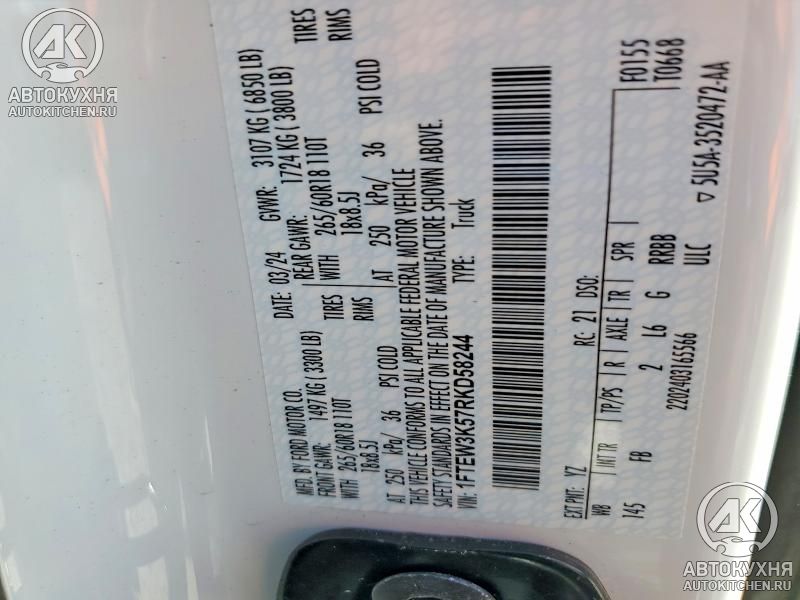 MFD. BY FORD MOTOR CO.
DATE: 03/24 GVWR: 3107 KG ( 6850 LB)
FRONT GAWR: 1497 KG ( 3300 LB) REAR GAWR: 1724 KG ( 3800 LB)
WITH 265/60R18 110T TIRES WITH 265/60R18 110T TIRES
18x8.5J RIMS 18x8.5J RIMS
AT 250 kPa/ 36 PSI COLD AT 250 kPa/ 36 PSI COLD
THIS VEHICLE CONFORMS TO ALL APPLICABLE FEDERAL MOTOR VEHICLE
SAFETY STANDARDS IN EFFECT ON THE DATE OF MANUFACTURE SHOWN ABOVE.
VIN: 1FTEW3K57RKD58244 TYPE: Truck
F0155
T0668
EXT PNT: YZ RC: 21 DSO:
WB INT TR TP/PS R AXLE TR SPR
145 FB 2 L6 G RRBB
2202403165566 ULC
▽ 5U5A-3520472-AA
АК
АВТОКУХНЯ
AUTOKITCHEN.RU
АК
АВТОКУХНЯ
AUTOKITCHEN.RU